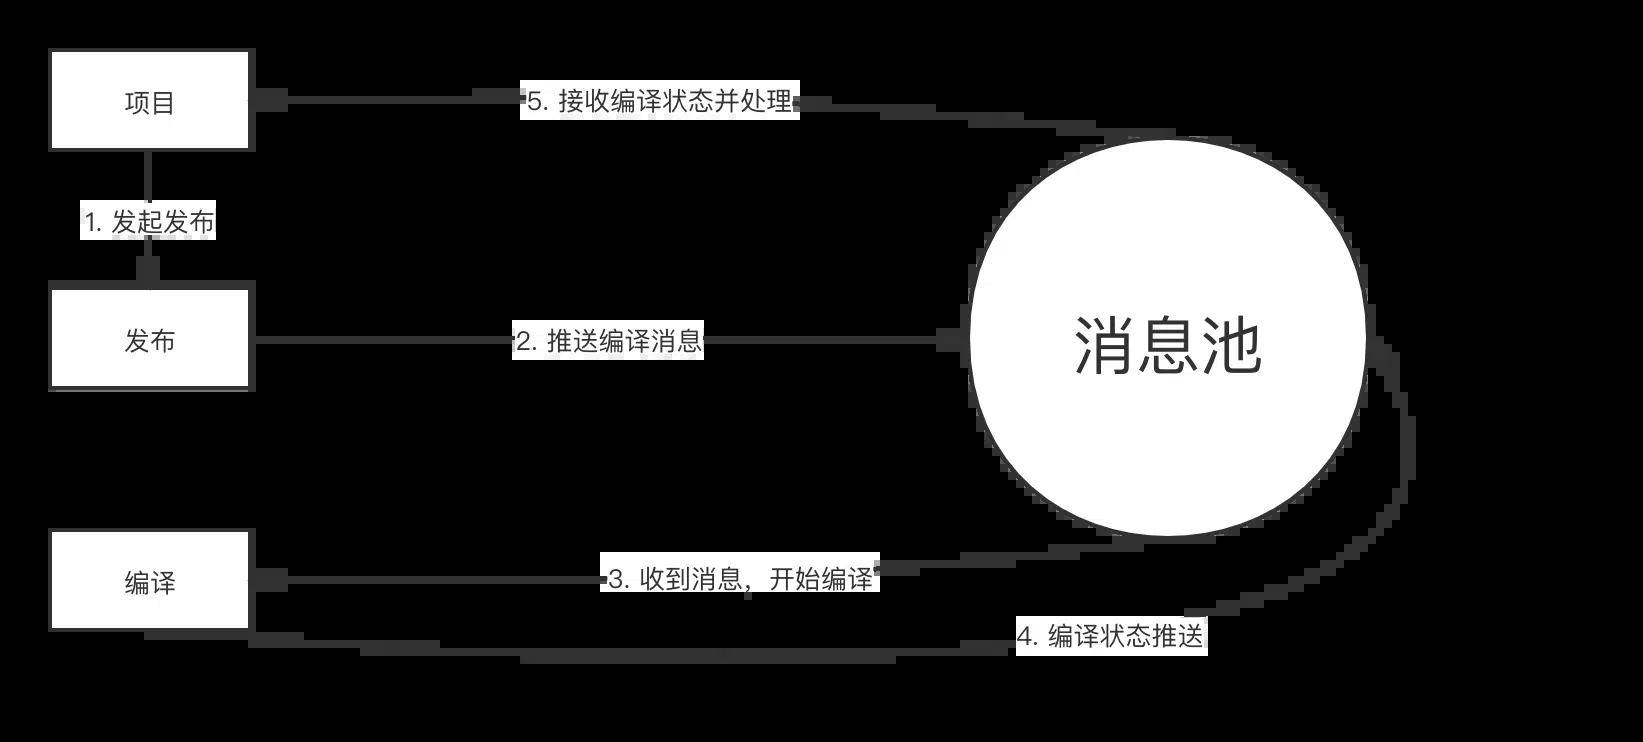 项目
5. 接收编译状态并处理
1. 发起发布
发布
2. 推送编译消息
消息池
编译
3. 收到消息，开始编译
4. 编译状态推送